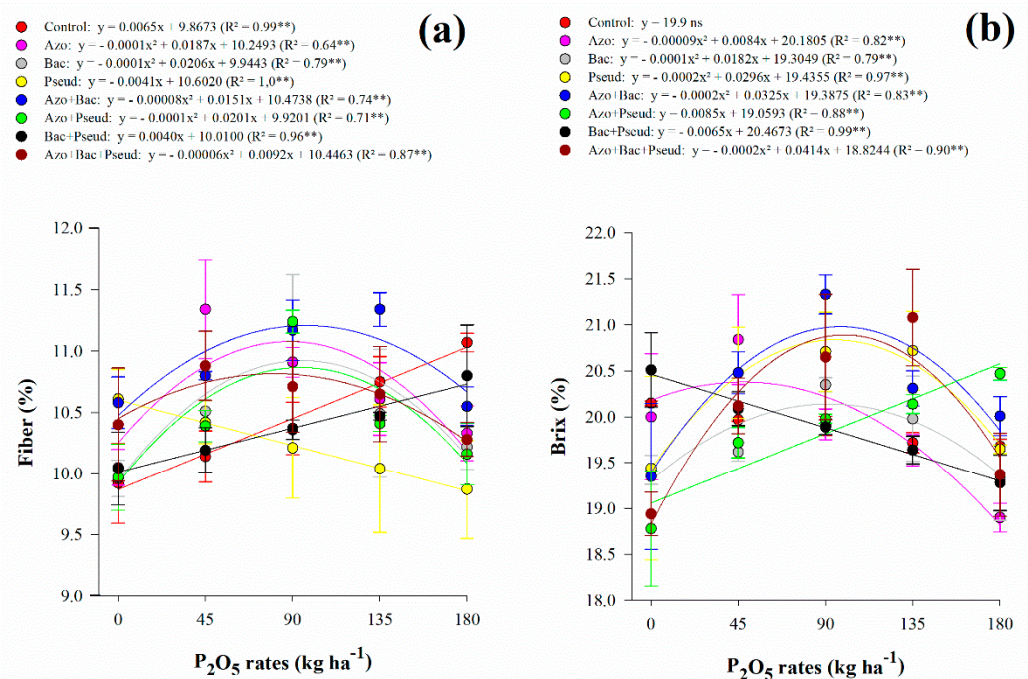 (a)
Control: y = 0.0065x + 9.8673 (R² = 0.99**)
Azo: y = - 0.0001x² + 0.0187x + 10.2493 (R² = 0.64**)
Bac: y = - 0.0001x² + 0.0206x + 9.9443 (R² = 0.79**)
Pseud: y = - 0.0041x + 10.6020 (R² = 1,0**)
Azo+Bac: y = - 0.00008x² + 0.0151x + 10.4738 (R² = 0.74**)
Azo+Pseud: y = - 0.0001x² + 0.0201x + 9.9201 (R² = 0.71**)
Bac+Pseud: y = 0.0040x + 10.0100 (R² = 0.96**)
Azo+Bac+Pseud: y = - 0.00006x² + 0.0092x + 10.4463 (R² = 0.87**)
12.0
11.5
11.0
10.5
10.0
9.5
9.0
Fiber (%)
0 45 90 135 180
P₂O₅ rates (kg ha⁻¹)
(b)
Control: y = 19.9 ns
Azo: y = - 0.00009x² + 0.0084x + 20.1805 (R² = 0.82**)
Bac: y = - 0.0001x² + 0.0182x + 19.3049 (R² = 0.79**)
Pseud: y = - 0.0002x² + 0.0296x + 19.4355 (R² = 0.97**)
Azo+Bac: y = - 0.0002x² + 0.0325x + 19.3875 (R² = 0.83**)
Azo+Pseud: y = 0.0085x + 19.0593 (R² = 0.88**)
Bac+Pseud: y = - 0.0065x + 20.4673 (R² = 0.99**)
Azo+Bac+Pseud: y = - 0.0002x² + 0.0414x + 18.8244 (R² = 0.90**)
22.0
21.5
21.0
20.5
20.0
19.5
19.0
18.5
18.0
Brix (%)
0 45 90 135 180
P₂O₅ rates (kg ha⁻¹)